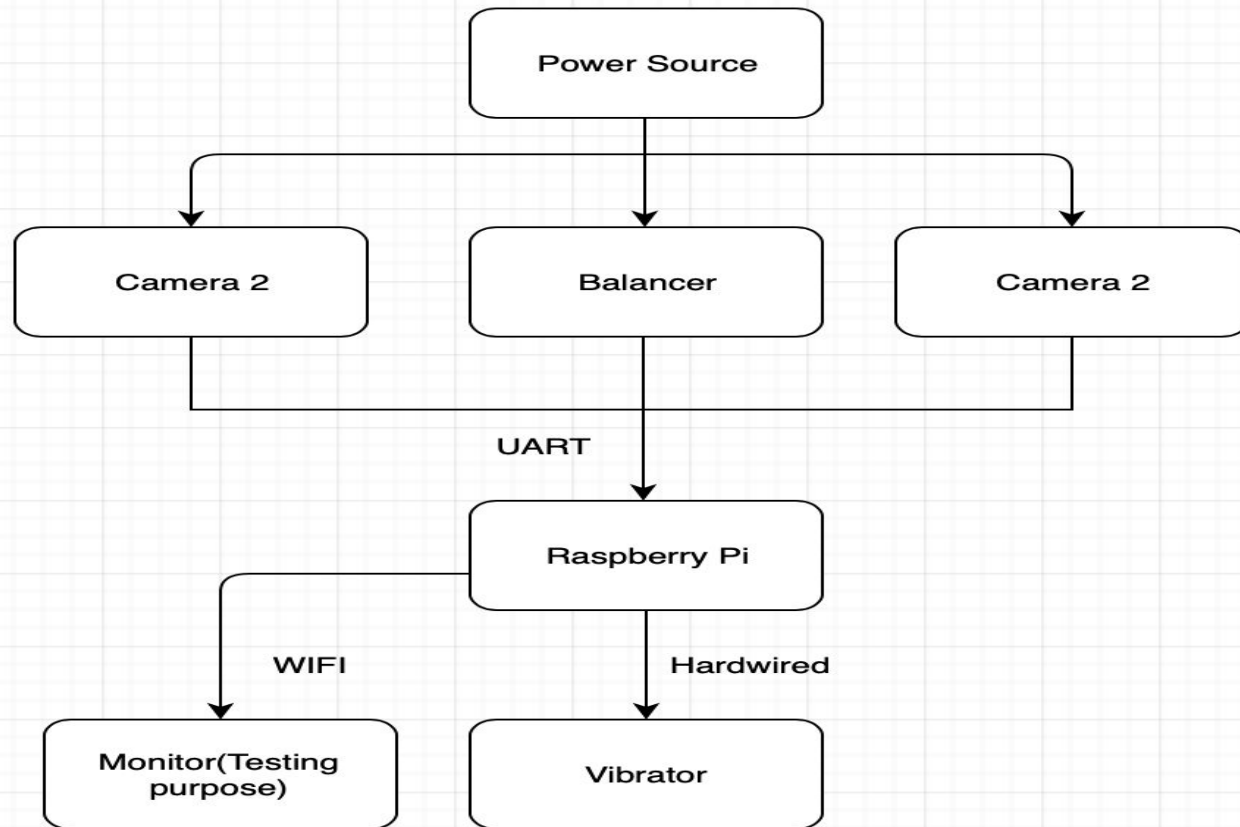 Power Source
Camera 2
Balancer
Camera 2
UART
Raspberry Pi
WIFI
Hardwired
Monitor(Testing
purpose)
Vibrator